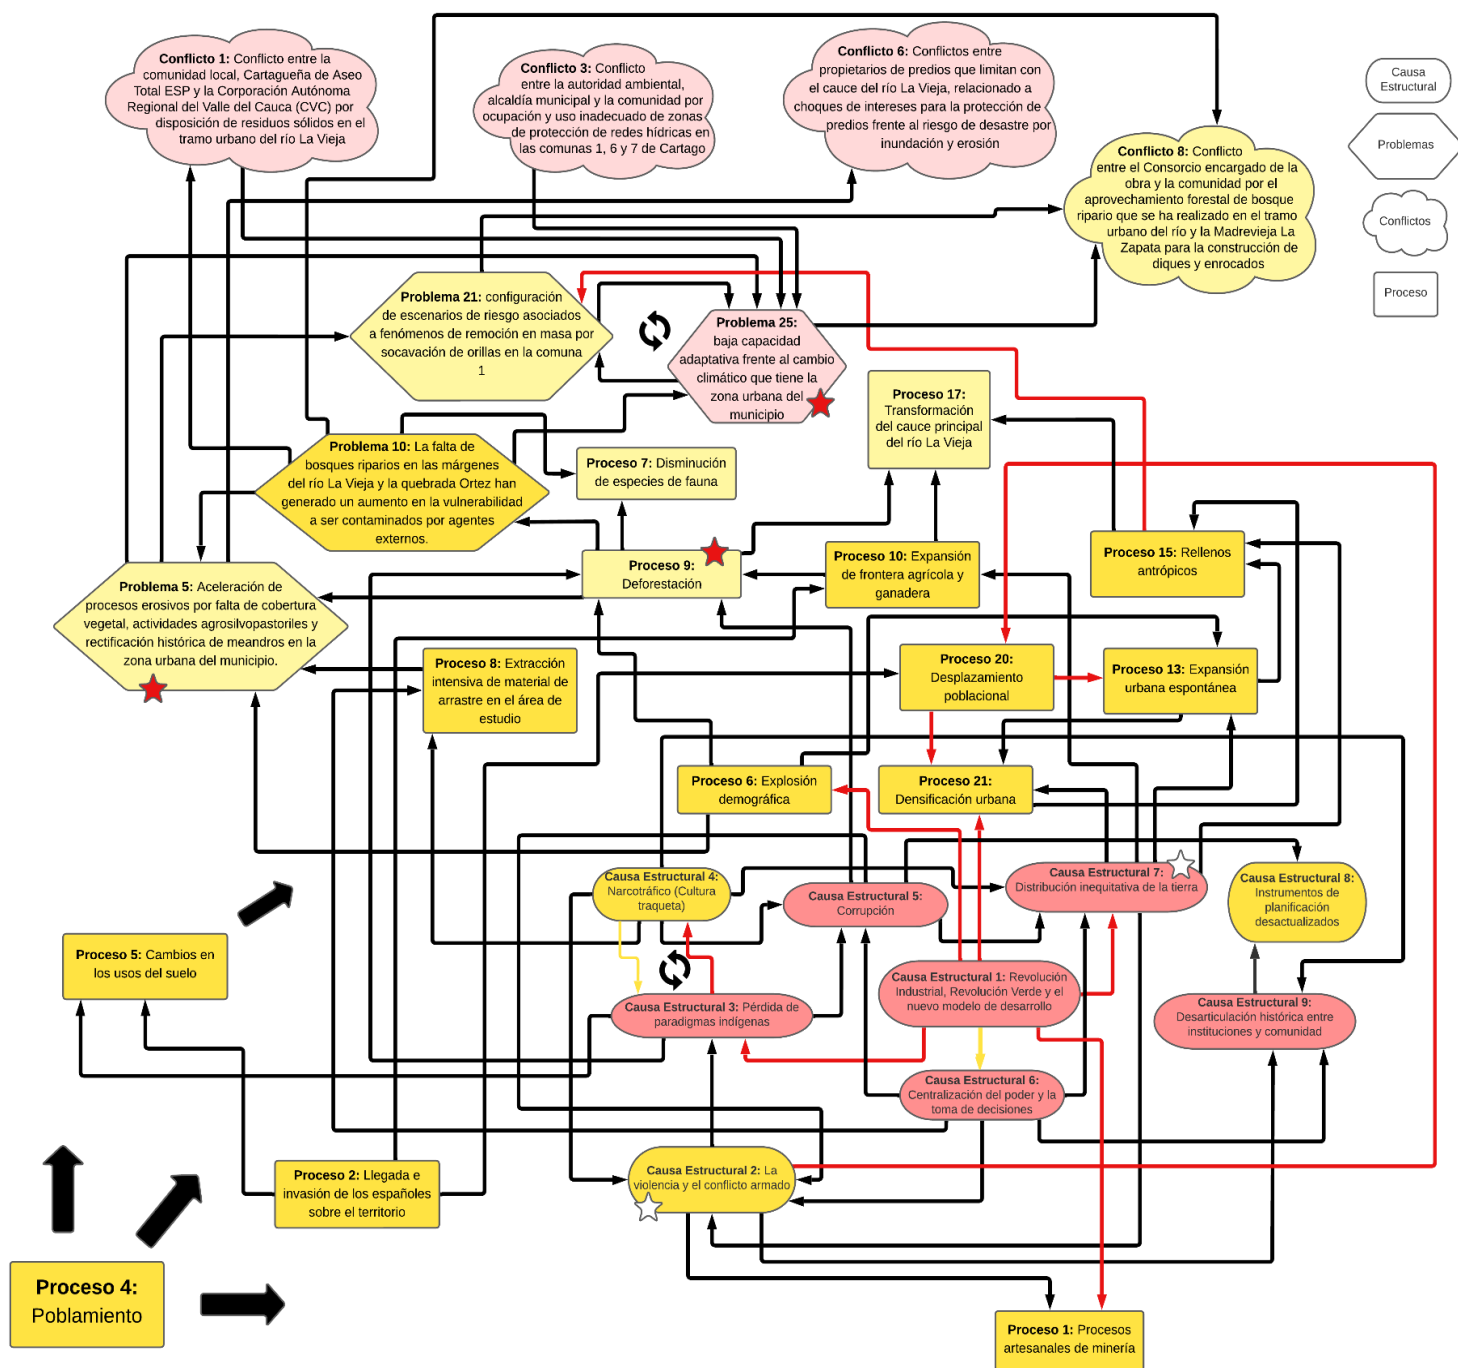 Conflicto 1: Conflicto entre la
comunidad local, Cartagueña de Aseo
Total ESP y la Corporación Autónoma
Regional del Valle del Cauca (CVC) por
disposición de residuos sólidos en el
tramo urbano del río La Vieja
Conflicto 3: Conflicto
entre la autoridad ambiental,
alcaldía municipal y la comunidad por
ocupación y uso inadecuado de zonas
de protección de redes hídricas en
las comunas 1, 6 y 7 de Cartago
Conflicto 6: Conflictos entre
propietarios de predios que limitan con
el cauce del río La Vieja, relacionado a
choques de intereses para la protección de
predios frente al riesgo de desastre por
inundación y erosión
Conflicto 8: Conflicto
entre el Consorcio encargado de la
obra y la comunidad por el
aprovechamiento forestal de bosque
ripario que se ha realizado en el tramo
urbano del río y la Madrevieja La
Zapata para la construcción de
diques y enrocados
Causa
Estructural
Problemas
Conflictos
Proceso
Problema 21: configuración
de escenarios de riesgo asociados
a fenómenos de remoción en masa por
socavación de orillas en la comuna
1
Problema 25:
baja capacidad
adaptativa frente al cambio
climático que tiene la
zona urbana del
municipio
Proceso 17:
Transformación
del cauce principal
del río La Vieja
Problema 10: La falta de
bosques riparios en las márgenes
del río La Vieja y la quebrada Ortez han
generado un aumento en la vulnerabilidad
a ser contaminados por agentes
externos.
Proceso 7: Disminución
de especies de fauna
Proceso 9:
Deforestación
Proceso 10: Expansión
de frontera agrícola y
ganadera
Proceso 15: Rellenos
antrópicos
Problema 5: Aceleración de
procesos erosivos por falta de cobertura
vegetal, actividades agrosilvopastoriles y
rectificación histórica de meandros en la
zona urbana del municipio.
Proceso 8: Extracción
intensiva de material de
arrastre en el área de
estudio
Proceso 20:
Desplazamiento
poblacional
Proceso 13: Expansión
urbana espontánea
Proceso 6: Explosión
demográfica
Proceso 21:
Densificación urbana
Causa Estructural 4:
Narcotráfico (Cultura
traqueta)
Causa Estructural 5:
Corrupción
Causa Estructural 7:
Distribución inequitativa de la tierra
Causa Estructural 8:
Instrumentos de
planificación
desactualizados
Proceso 5: Cambios en
los usos del suelo
Causa Estructural 3: Pérdida de
paradigmas indígenas
Causa Estructural 1: Revolución
Industrial, Revolución Verde y el
nuevo modelo de desarrollo
Causa Estructural 9:
Desarticulación histórica entre
instituciones y comunidad
Causa Estructural 6:
Centralización del poder y la
toma de decisiones
Proceso 2: Llegada e
invasión de los españoles
sobre el territorio
Causa Estructural 2: La
violencia y el conflicto armado
Proceso 4:
Poblamiento
Proceso 1: Procesos
artesanales de minería